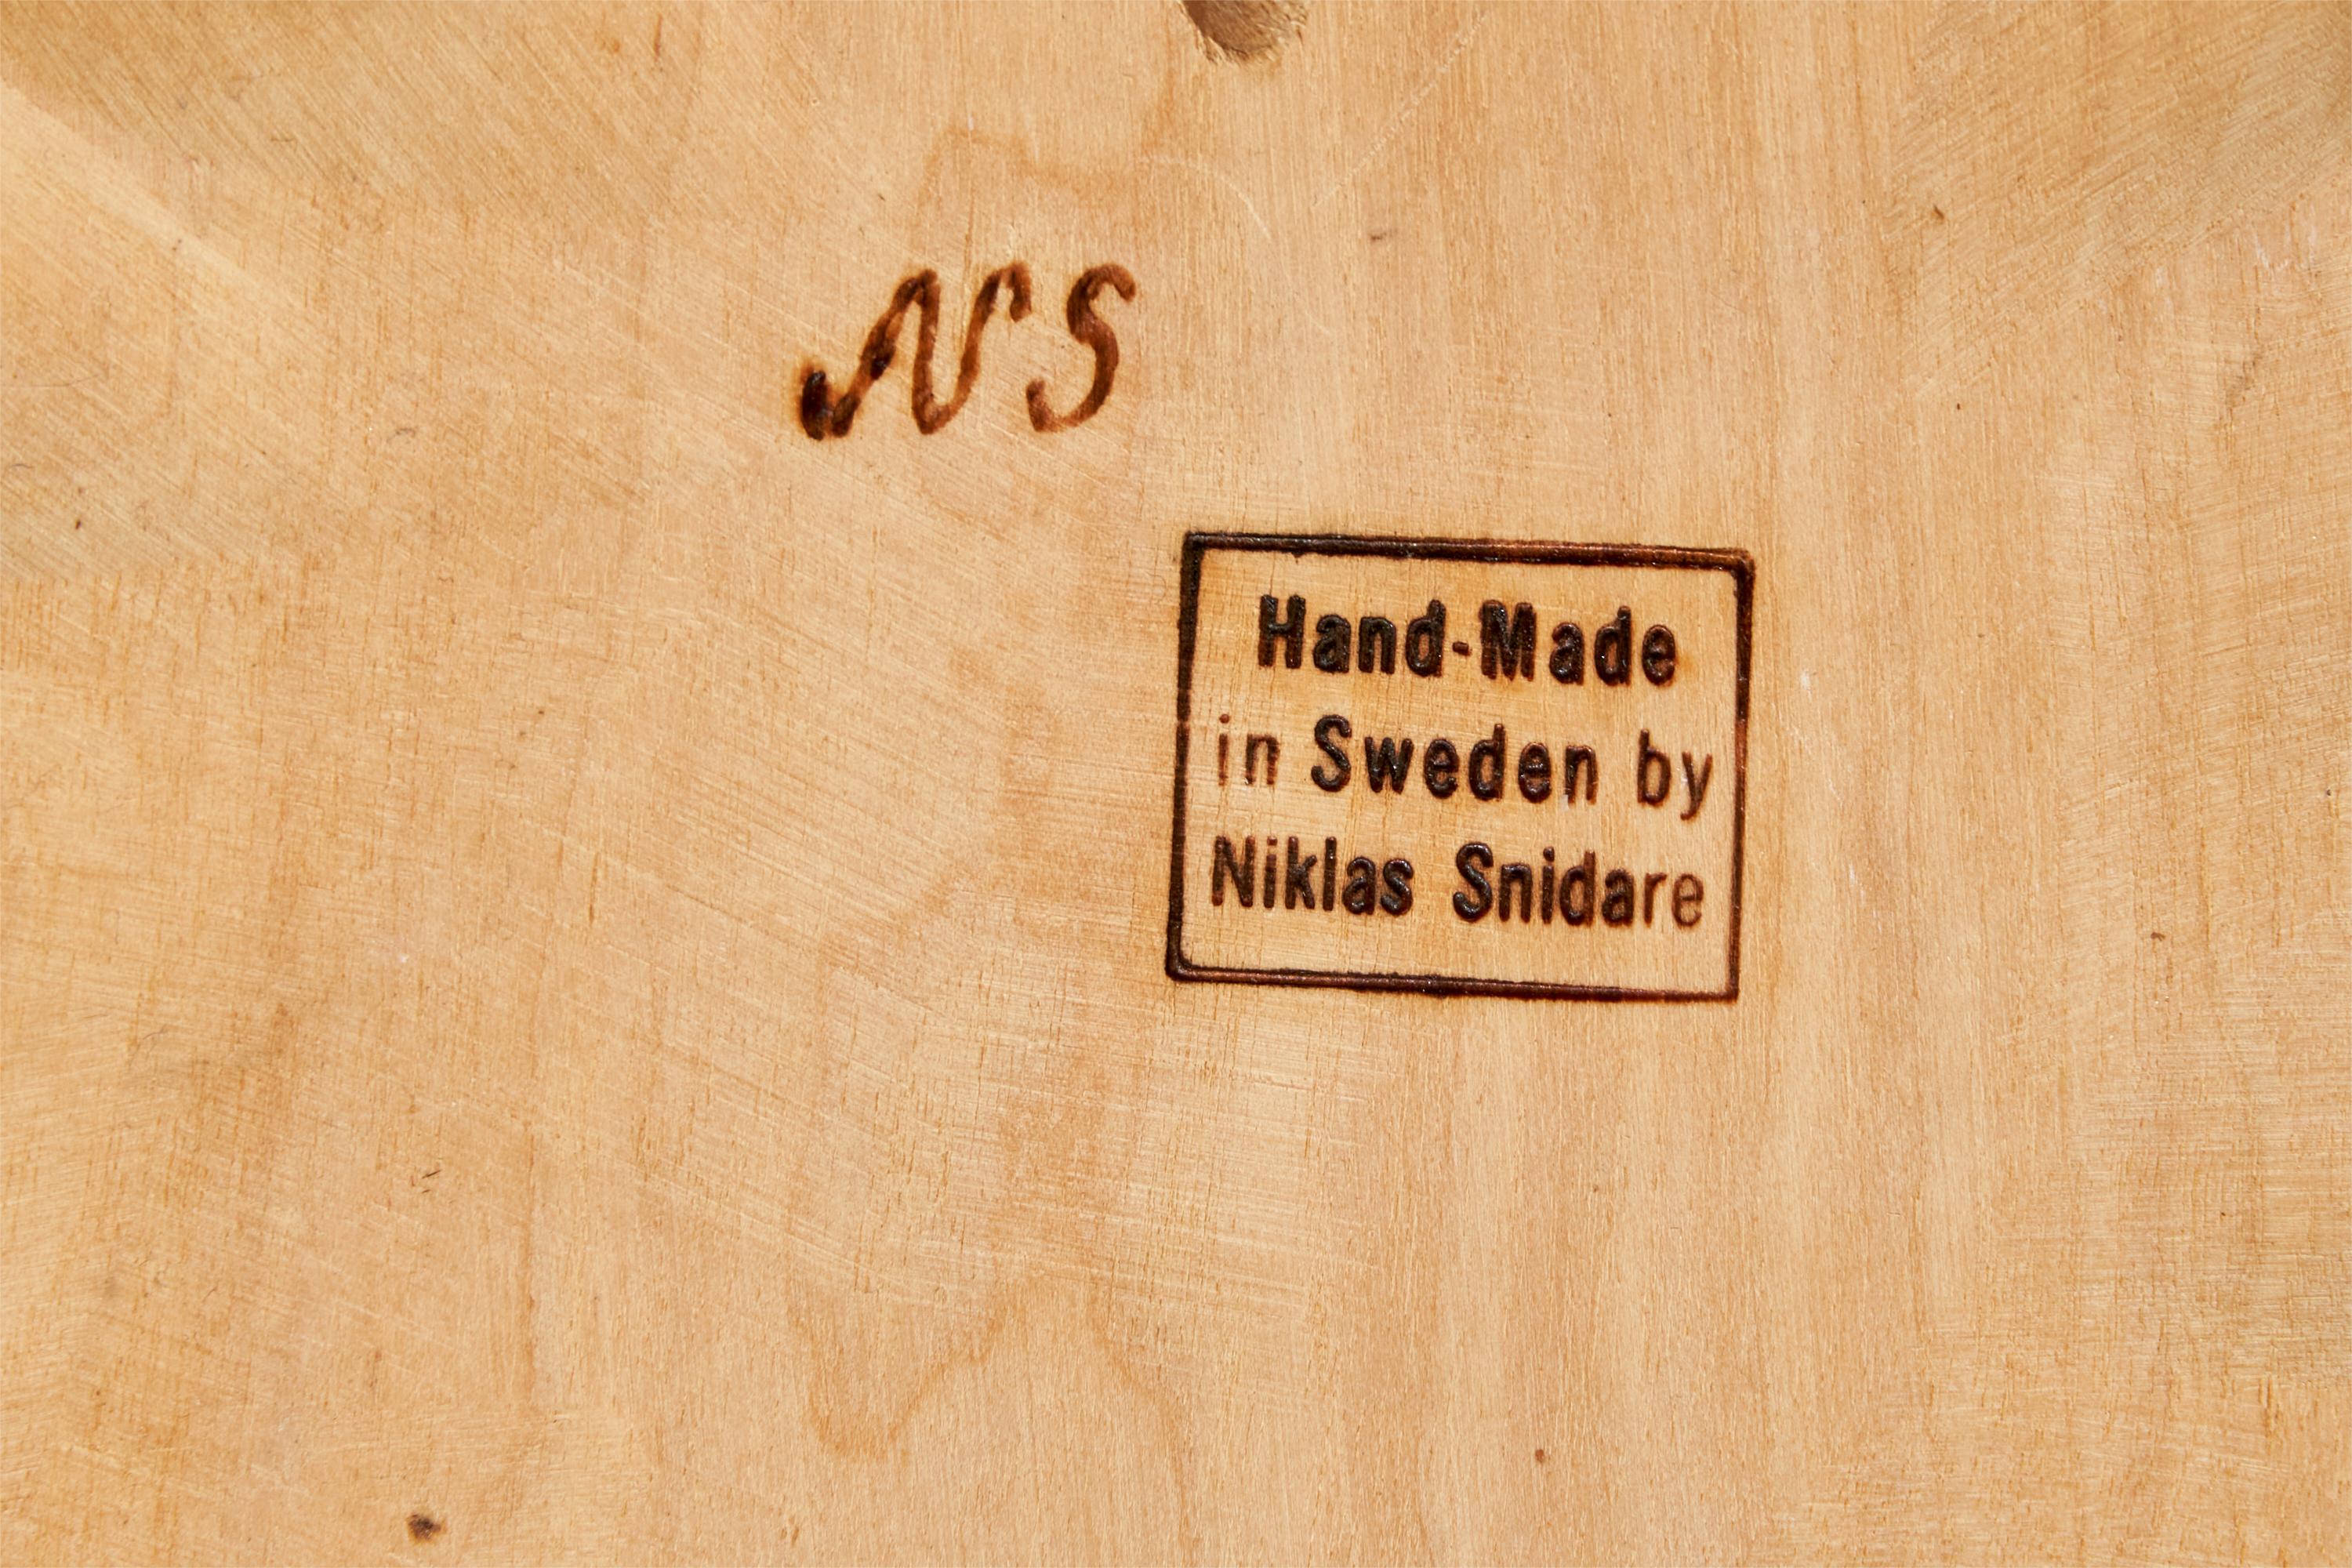 NS
Hand-Made
in Sweden by
Niklas Snidare